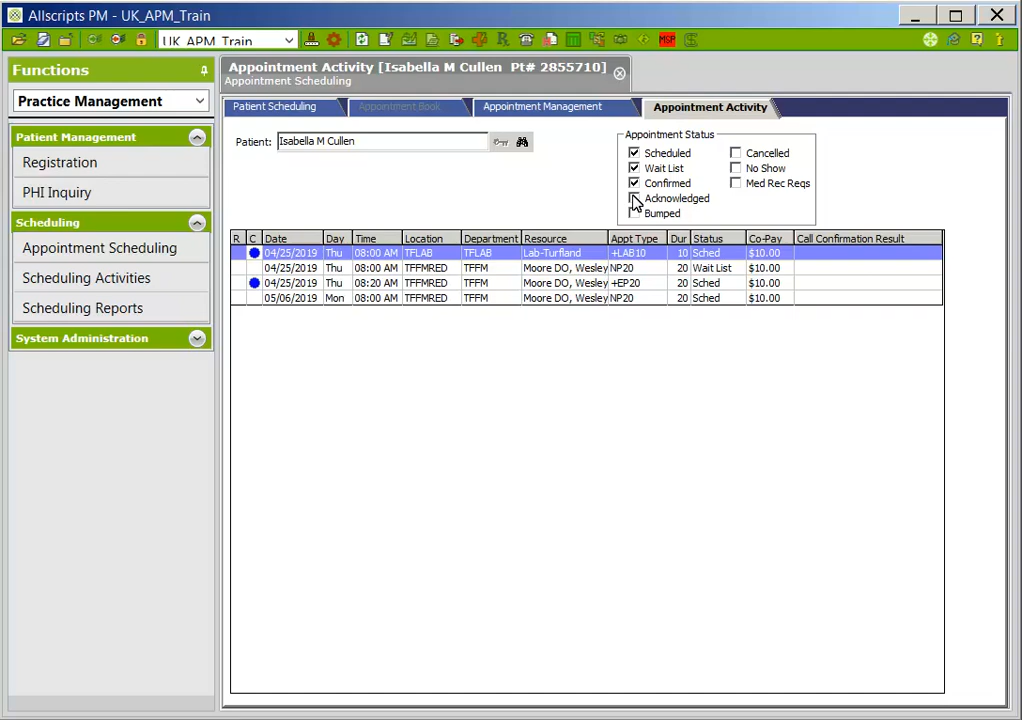 Allscripts PM - UK_APM_Train
UK_APM_Train
MSP
Functions
Practice Management
Patient Management
Registration
PHI Inquiry
Scheduling
Appointment Scheduling
Scheduling Activities
Scheduling Reports
System Administration
Appointment Activity [Isabella M Cullen Pt# 2855710]
Appointment Scheduling
Patient Scheduling Appointment Book Appointment Management Appointment Activity
Patient: Isabella M Cullen
Appointment Status
Scheduled Cancelled
Wait List No Show
Confirmed Med Rec Reqs
Acknowledged
Bumped
R C Date Day Time Location Department Resource Appt Type Dur Status Co-Pay Call Confirmation Result
04/25/2019 Thu 08:00 AM TFLAB TFLAB Lab-Turfland +LAB10 10 Sched $10.00
04/25/2019 Thu 08:00 AM TFFMRED TFFM Moore DO, Wesley NP20 20 Wait List $10.00
04/25/2019 Thu 08:20 AM TFFMRED TFFM Moore DO, Wesley +EP20 20 Sched $10.00
05/06/2019 Mon 08:00 AM TFFMRED TFFM Moore DO, Wesley NP20 20 Sched $10.00